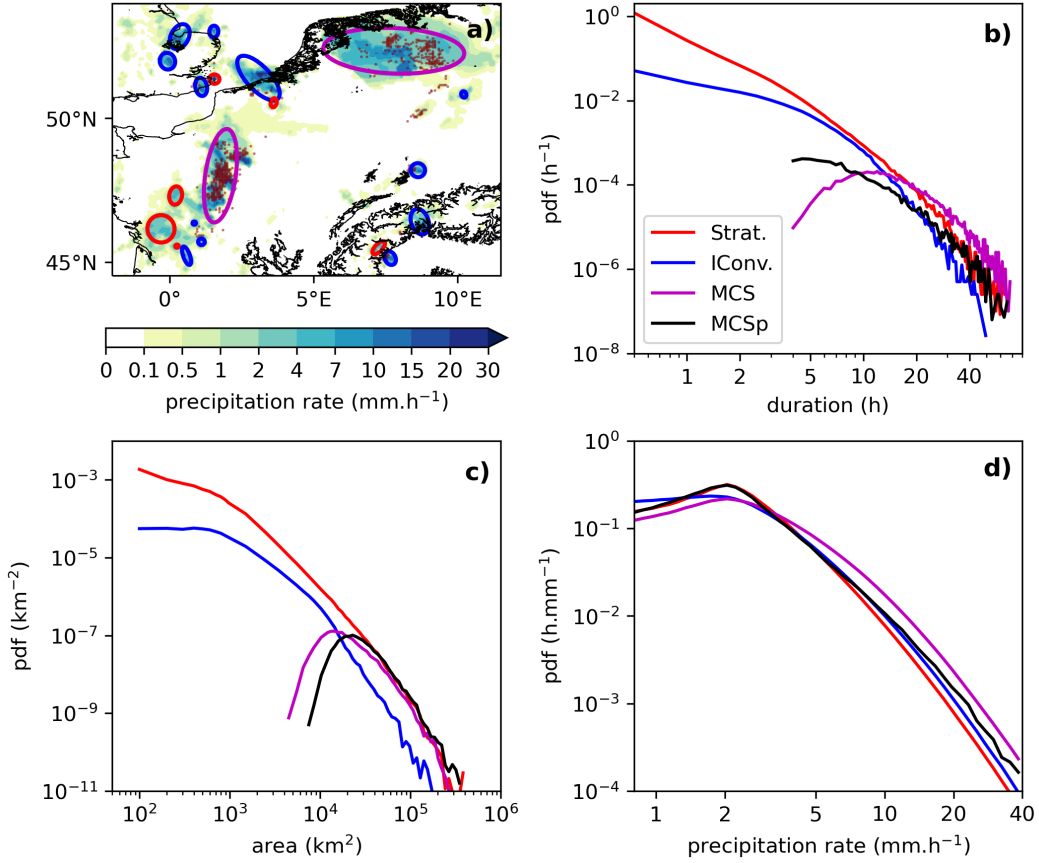 a)
50°N
45°N
0° 5°E 10°E
0 0.1 0.5 1 2 4 7 10 15 20 30
precipitation rate (mm.h⁻¹)
b)
pdf (h⁻¹)
10⁰
10⁻²
10⁻⁴
10⁻⁶
10⁻⁸
Strat.
IConv.
MCS
MCSp
1 2 5 10 20 40
duration (h)
c)
pdf (km⁻²)
10⁻³
10⁻⁵
10⁻⁷
10⁻⁹
10⁻¹¹
10² 10³ 10⁴ 10⁵ 10⁶
area (km²)
d)
pdf (h.mm⁻¹)
10⁰
10⁻¹
10⁻²
10⁻³
10⁻⁴
1 2 5 10 20 40
precipitation rate (mm.h⁻¹)